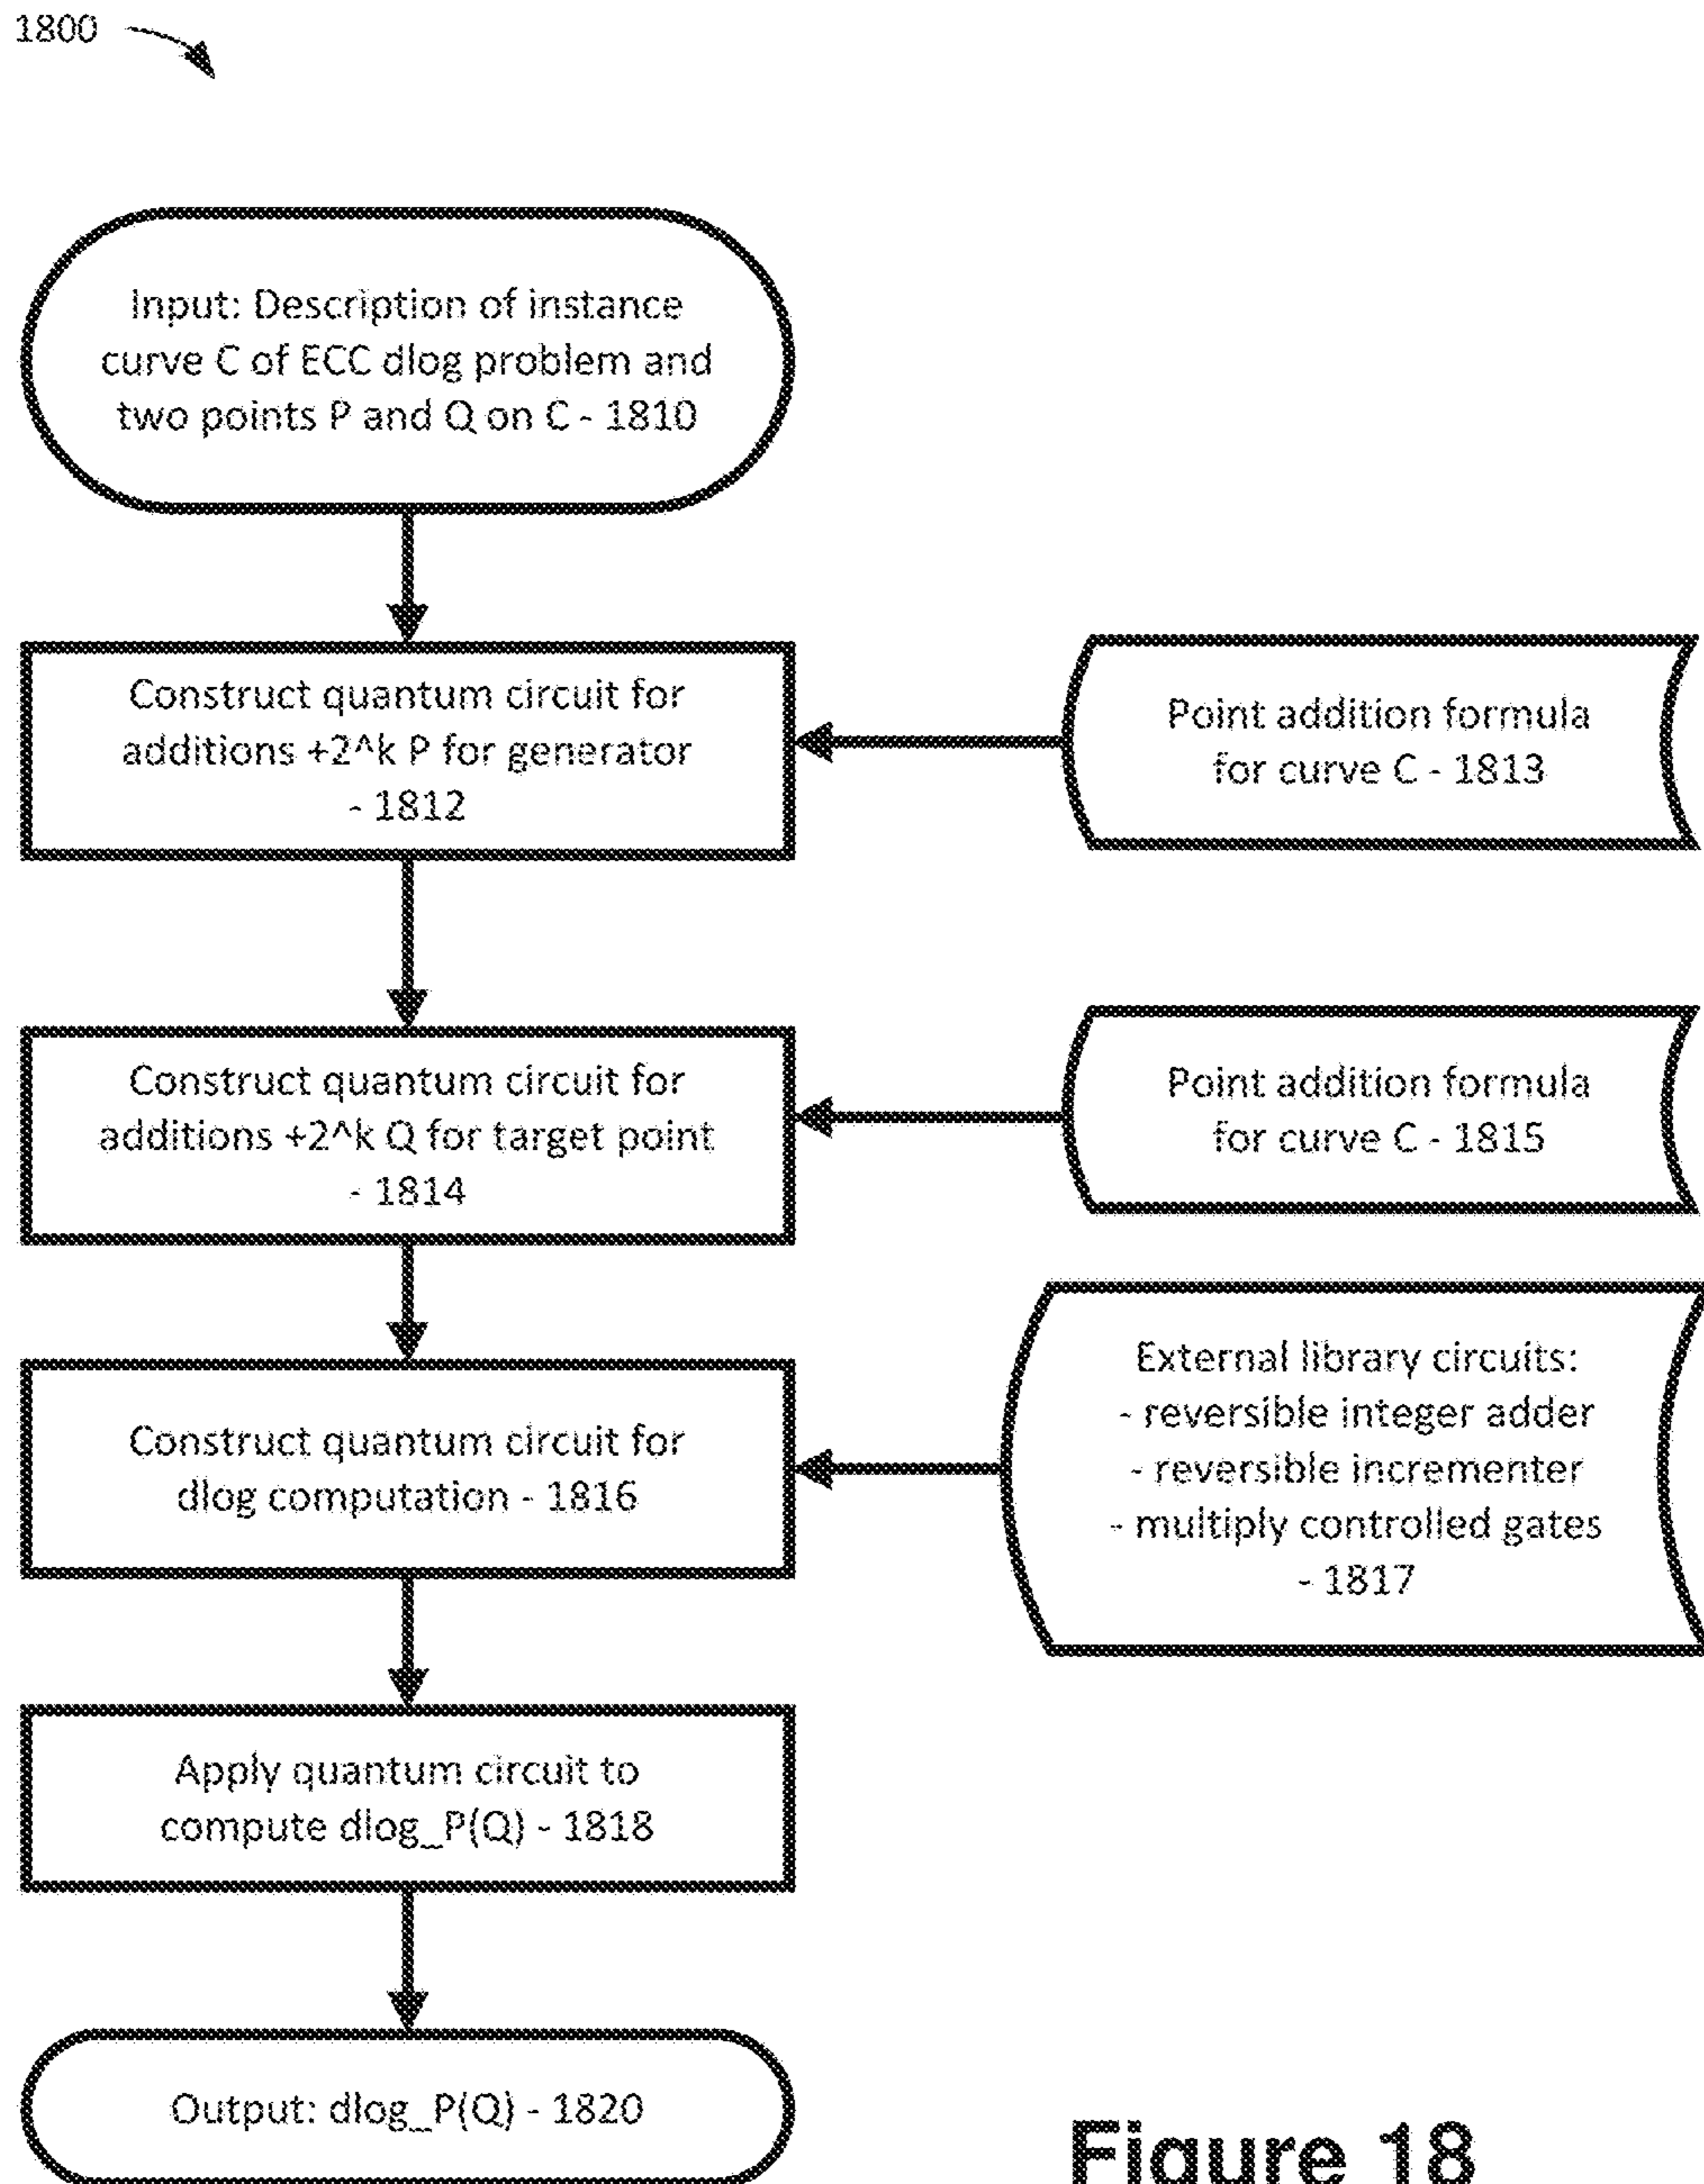 1800
Input: Description of instance
curve C of ECC dlog problem and
two points P and Q on C - 1810
Construct quantum circuit for
additions +2^k P for generator
- 1812
Point addition formula
for curve C - 1813
Construct quantum circuit for
additions +2^k Q for target point
- 1814
Point addition formula
for curve C - 1815
Construct quantum circuit for
dlog computation - 1816
External library circuits:
- reversible integer adder
- reversible incrementer
- multiply controlled gates
- 1817
Apply quantum circuit to
compute dlog_P(Q) - 1818
Output: dlog_P(Q) - 1820
Figure 18